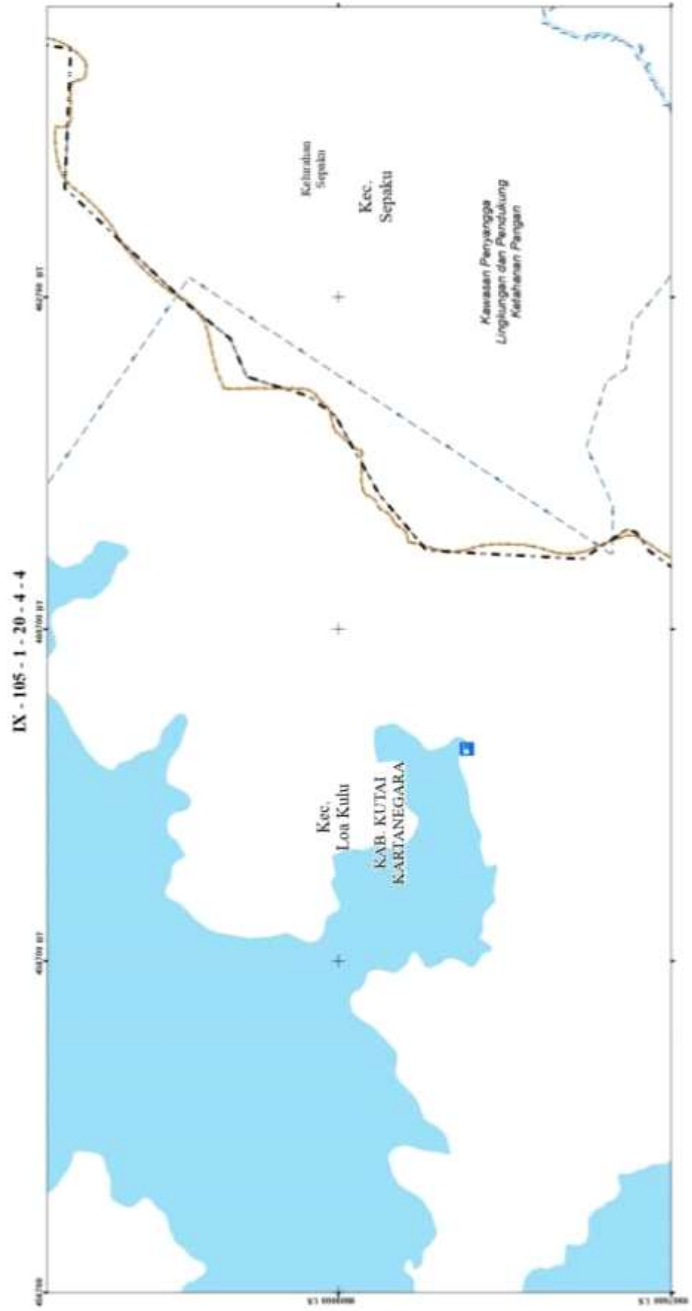 IX - 105 - 1 - 20 - 4 - 4
Kec.
Loa Kulu
KAB. KUTAI
KARTANEGARA
Kelurahan
Sepaku
Kec.
Sepaku
Kawasan Penyangga
Lingkungan dan Pendukung
Ketahanan Pangan